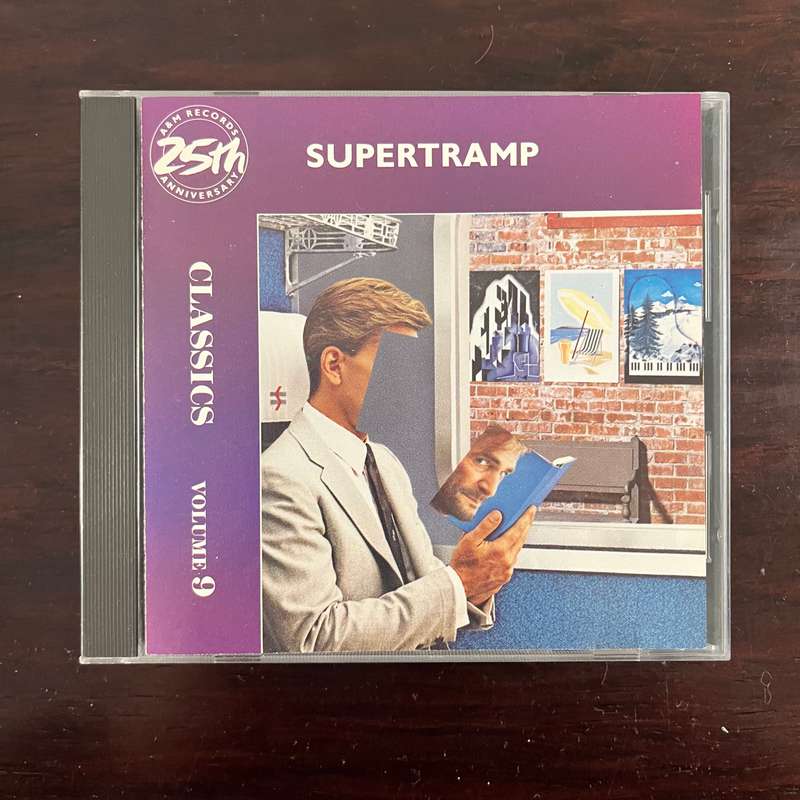 A&M RECORDS
25th
ANNIVERSARY
SUPERTRAMP
CLASSICS VOLUME 9